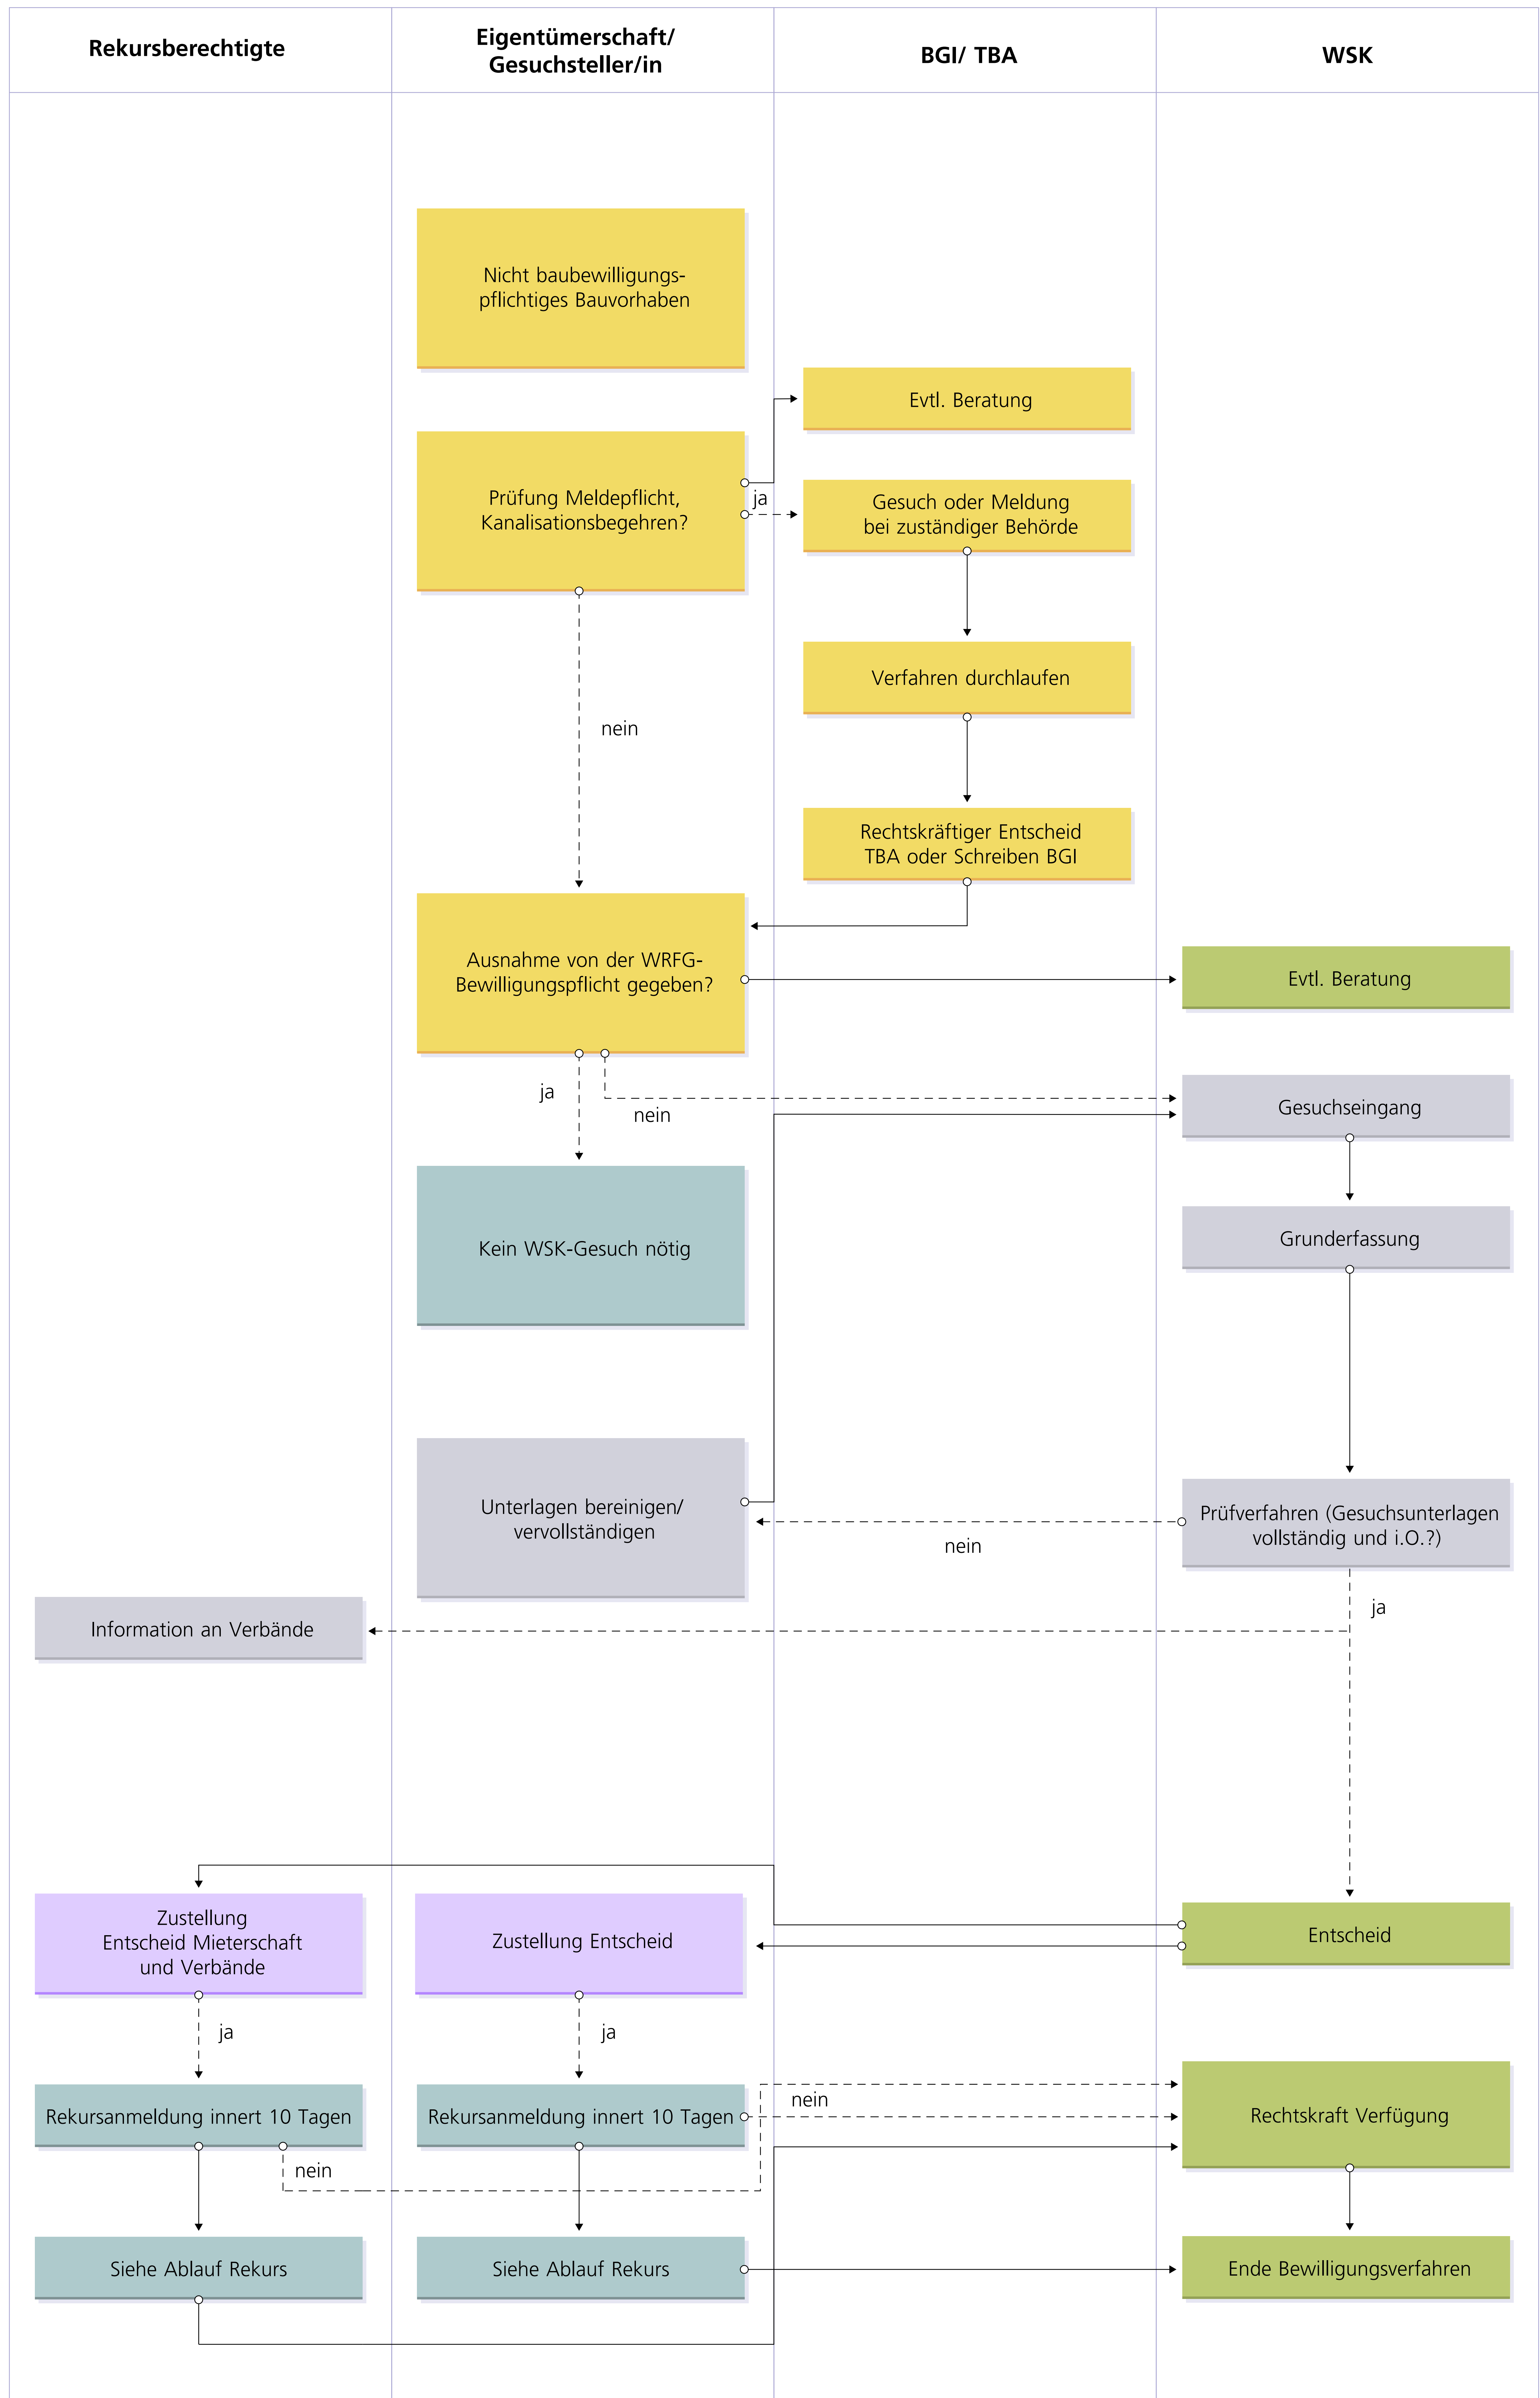 Rekursberechtigte
Eigentümerschaft/
Gesuchsteller/in
BGI/ TBA
WSK
Nicht baubewilligungs-
pflichtiges Bauvorhaben
Evtl. Beratung
Prüfung Meldepflicht,
Kanalisationsbegehren?
ja
Gesuch oder Meldung
bei zuständiger Behörde
Verfahren durchlaufen
nein
Rechtskräftiger Entscheid
TBA oder Schreiben BGI
Ausnahme von der WRFG-
Bewilligungspflicht gegeben?
Evtl. Beratung
ja
nein
Gesuchseingang
Kein WSK-Gesuch nötig
Grunderfassung
Unterlagen bereinigen/
vervollständigen
nein
Prüfverfahren (Gesuchsunterlagen
vollständig und i.O.?)
ja
Information an Verbände
Zustellung
Entscheid Mieterschaft
und Verbände
Zustellung Entscheid
Entscheid
ja
ja
Rekursanmeldung innert 10 Tagen
Rekursanmeldung innert 10 Tagen
nein
Rechtskraft Verfügung
nein
Siehe Ablauf Rekurs
Siehe Ablauf Rekurs
Ende Bewilligungsverfahren